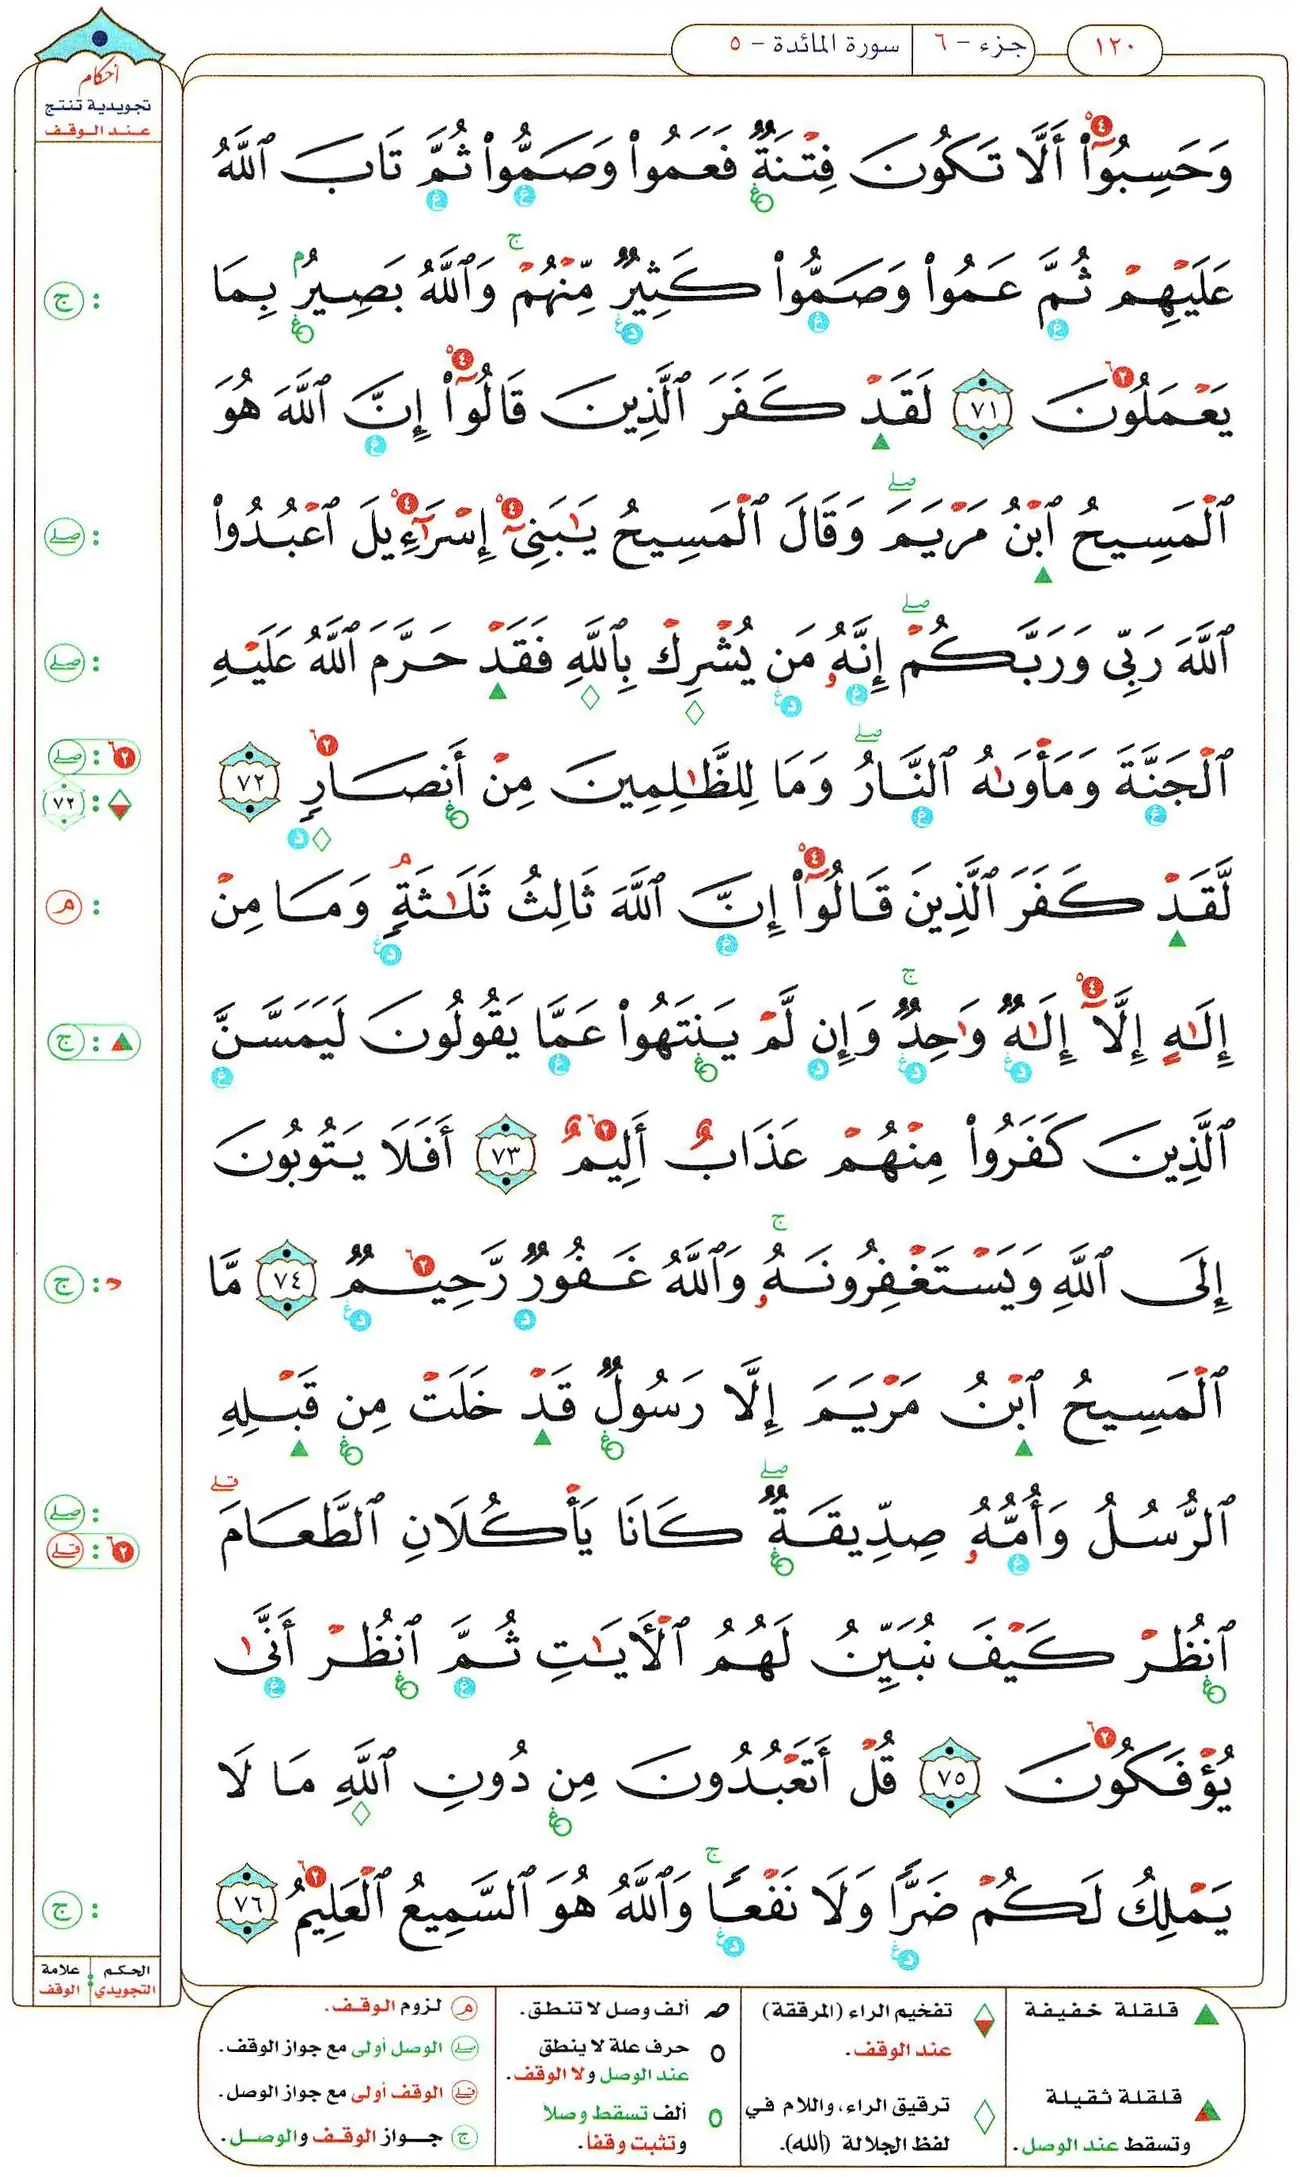 ١٢٠
جزء - ٦
سورة المائدة - ٥
أحكام
تجويدية تنتج
عند الوقف
وَحَسِبُوٓا۟ أَلَّا تَكُونَ فِتْنَةٌ فَعَمُوا۟ وَصَمُّوا۟ ثُمَّ تَابَ ٱللَّهُ
عَلَيْهِمْ ثُمَّ عَمُوا۟ وَصَمُّوا۟ كَثِيرٌ مِّنْهُمْ ۚ وَٱللَّهُ بَصِيرٌۢ بِمَا
يَعْمَلُونَ ٧١ لَقَدْ كَفَرَ ٱلَّذِينَ قَالُوٓا۟ إِنَّ ٱللَّهَ هُوَ
ٱلْمَسِيحُ ٱبْنُ مَرْيَمَ ۖ وَقَالَ ٱلْمَسِيحُ يَٰبَنِىٓ إِسْرَٰٓءِيلَ ٱعْبُدُوا۟
ٱللَّهَ رَبِّى وَرَبَّكُمْ ۖ إِنَّهُۥ مَن يُشْرِكْ بِٱللَّهِ فَقَدْ حَرَّمَ ٱللَّهُ عَلَيْهِ
ٱلْجَنَّةَ وَمَأْوَىٰهُ ٱلنَّارُ ۖ وَمَا لِلظَّٰلِمِينَ مِنْ أَنصَارٍ ٧٢
لَّقَدْ كَفَرَ ٱلَّذِينَ قَالُوٓا۟ إِنَّ ٱللَّهَ ثَالِثُ ثَلَٰثَةٍ ۘ وَمَا مِنْ
إِلَٰهٍ إِلَّآ إِلَٰهٌ وَٰحِدٌ ۚ وَإِن لَّمْ يَنتَهُوا۟ عَمَّا يَقُولُونَ لَيَمَسَّنَّ
ٱلَّذِينَ كَفَرُوا۟ مِنْهُمْ عَذَابٌ أَلِيمٌ ٧٣ أَفَلَا يَتُوبُونَ
إِلَى ٱللَّهِ وَيَسْتَغْفِرُونَهُۥ ۚ وَٱللَّهُ غَفُورٌ رَّحِيمٌ ٧٤ مَّا
ٱلْمَسِيحُ ٱبْنُ مَرْيَمَ إِلَّا رَسُولٌ قَدْ خَلَتْ مِن قَبْلِهِ
ٱلرُّسُلُ وَأُمُّهُۥ صِدِّيقَةٌ ۖ كَانَا يَأْكُلَانِ ٱلطَّعَامَ ۗ
ٱنظُرْ كَيْفَ نُبَيِّنُ لَهُمُ ٱلْـَٔايَٰتِ ثُمَّ ٱنظُرْ أَنَّىٰ
يُؤْفَكُونَ ٧٥ قُلْ أَتَعْبُدُونَ مِن دُونِ ٱللَّهِ مَا لَا
يَمْلِكُ لَكُمْ ضَرًّا وَلَا نَفْعًا ۚ وَٱللَّهُ هُوَ ٱلسَّمِيعُ ٱلْعَلِيمُ ٧٦
الحكم التجويدي : علامة الوقف
قلقلة خفيفة
قلقلة ثقيلة
وتسقط عند الوصل.
تفخيم الراء (المرققة)
عند الوقف.
ترقيق الراء، واللام في
لفظ الجلالة (الله).
ألف وصل لا تنطق.
حرف علة لا ينطق
عند الوصل ولا الوقف.
ألف تسقط وصلا
وتثبت وقفا.
م لزوم الوقف.
صلے الوصل أولى مع جواز الوقف.
قلے الوقف أولى مع جواز الوصل.
ج جواز الوقف والوصل.